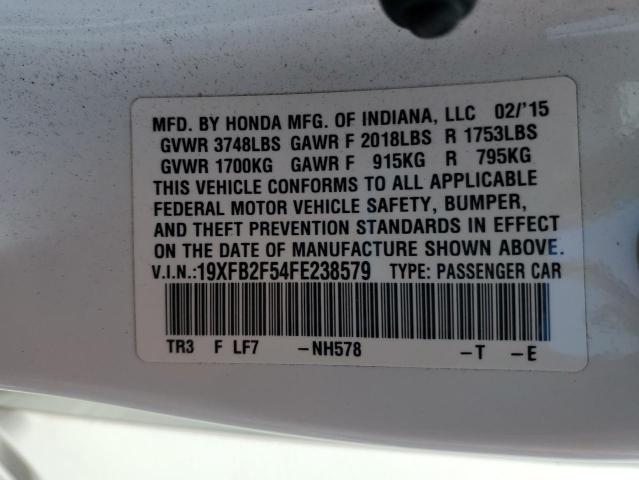 MFD. BY HONDA MFG. OF INDIANA, LLC 02/'15
GVWR 3748LBS GAWR F 2018LBS R 1753LBS
GVWR 1700KG GAWR F 915KG R 795KG
THIS VEHICLE CONFORMS TO ALL APPLICABLE
FEDERAL MOTOR VEHICLE SAFETY, BUMPER,
AND THEFT PREVENTION STANDARDS IN EFFECT
ON THE DATE OF MANUFACTURE SHOWN ABOVE.
V.I.N.:19XFB2F54FE238579 TYPE: PASSENGER CAR
TR3 F LF7 -NH578 -T -E